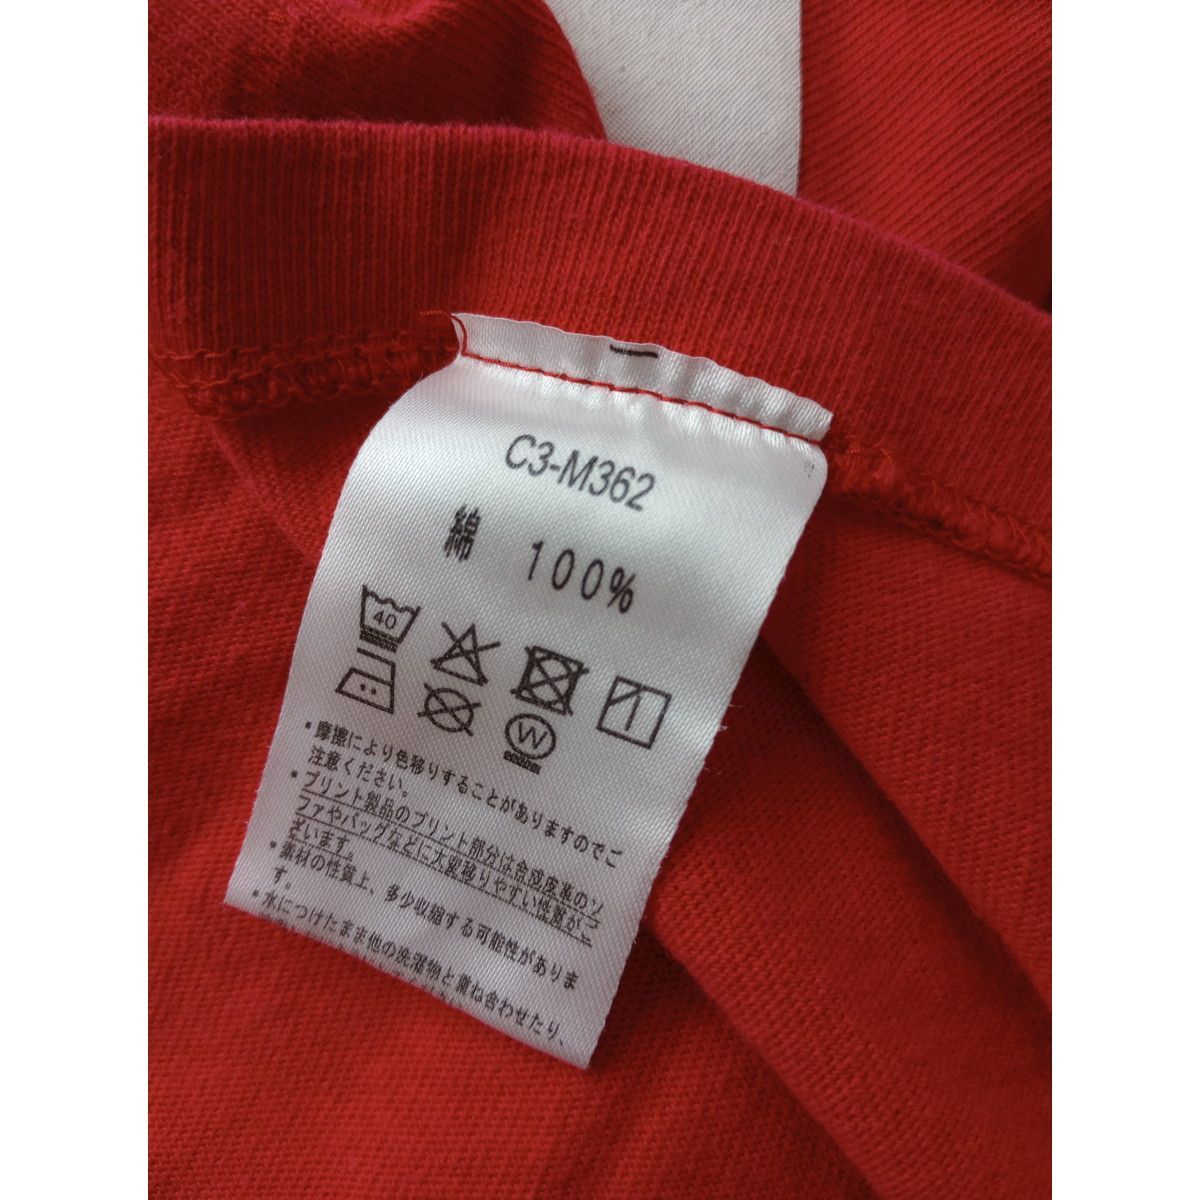 C3-M362
綿 100%
40
W
*摩擦により色移りすることがありますのでご
注意ください。
*プリント製品のプリント部分は合成皮革のソ
ファやバッグなどに大変移りやすい性質がご
ざいます。
*素材の性質上、多少収縮する可能性がありま
す。
*水につけたまま他の洗濯物と重ね合わせたり、